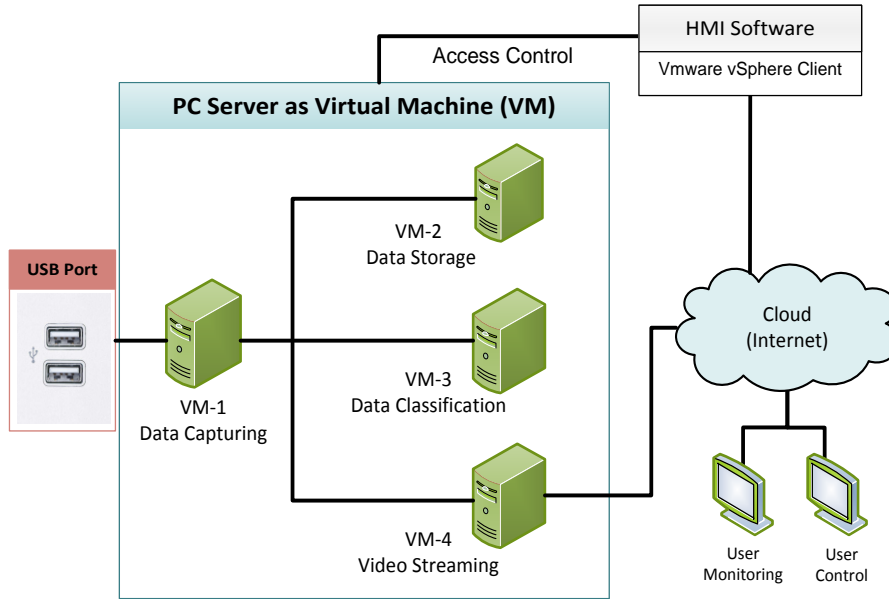 HMI Software
Vmware vSphere Client
Access Control
PC Server as Virtual Machine (VM)
VM-2
Data Storage
USB Port
VM-1
Data Capturing
VM-3
Data Classification
VM-4
Video Streaming
Cloud
(Internet)
User
Monitoring
User
Control